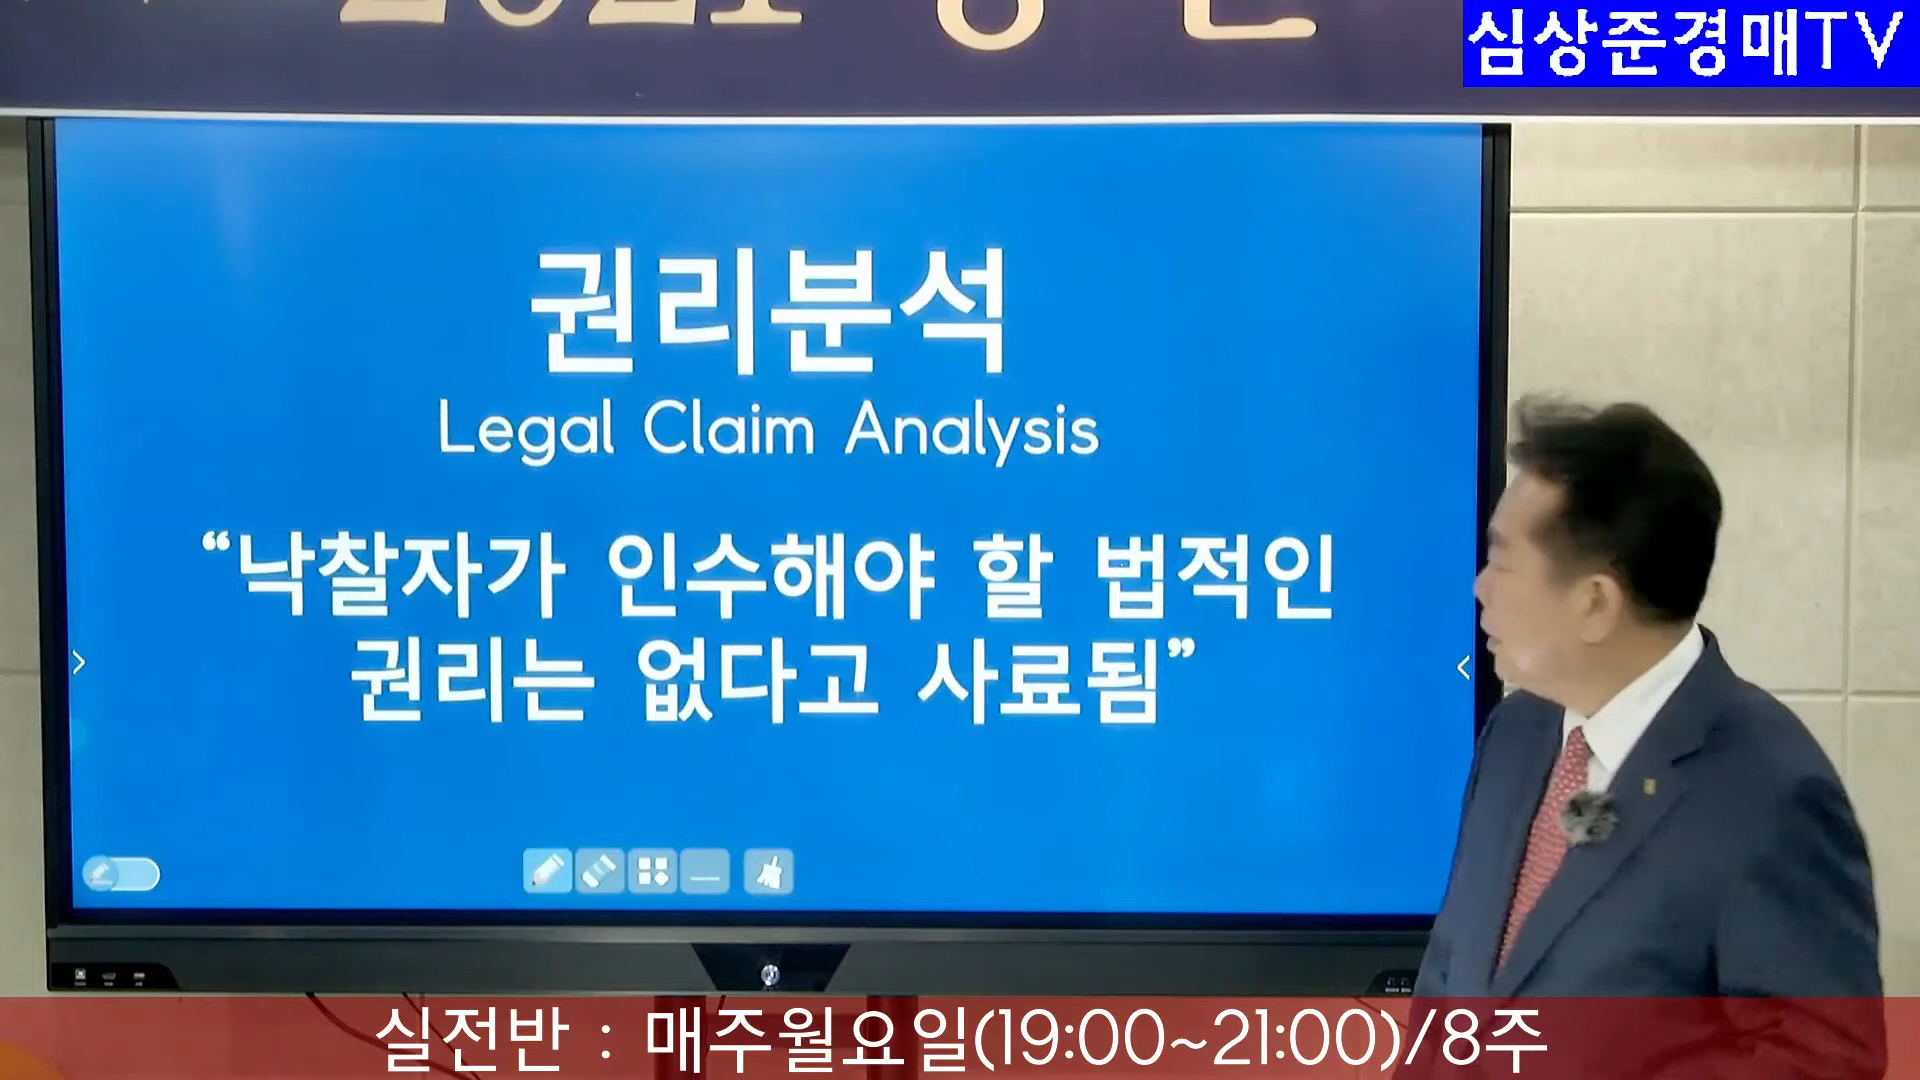 2021
심상준경매TV
권리분석
Legal Claim Analysis
“낙찰자가 인수해야 할 법적인
권리는 없다고 사료됨”
실전반 : 매주월요일(19:00~21:00)/8주